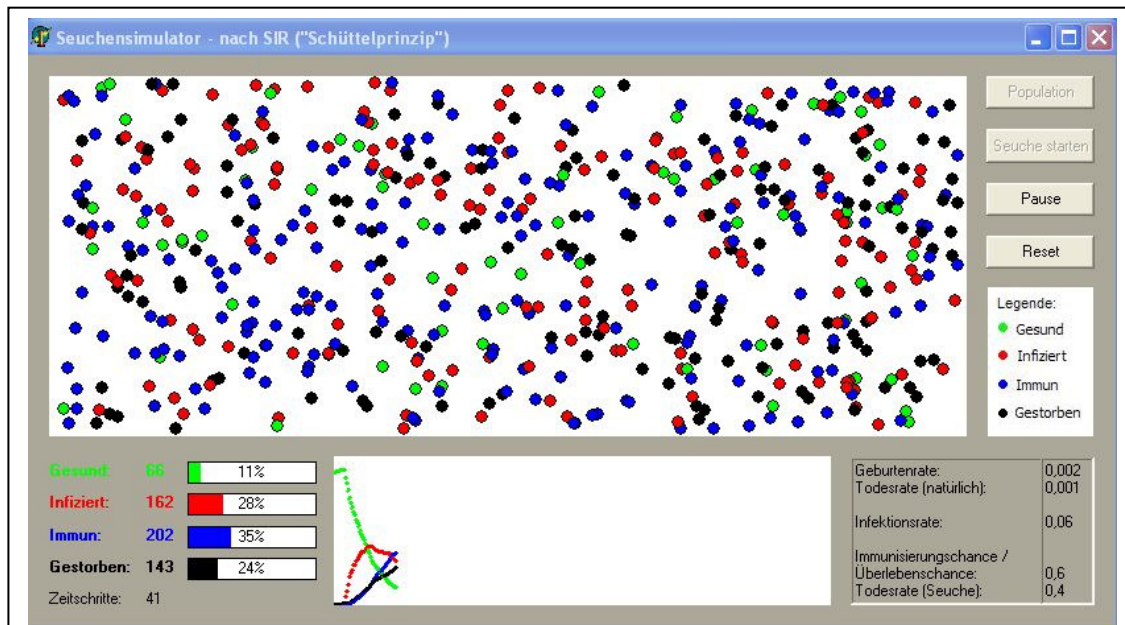 Seuchensimulator - nach SIR ("Schüttelprinzip")
Population
Seuche starten
Pause
Reset
Legende:
Gesund
Infiziert
Immun
Gestorben
Gesund: 66 11%
Infiziert: 162 28%
Immun: 202 35%
Gestorben: 143 24%
Zeitschritte: 41
Geburtenrate: 0,002
Todesrate (natürlich): 0,001
Infektionsrate: 0,06
Immunisierungschance /
Überlebenschance: 0,6
Todesrate (Seuche): 0,4